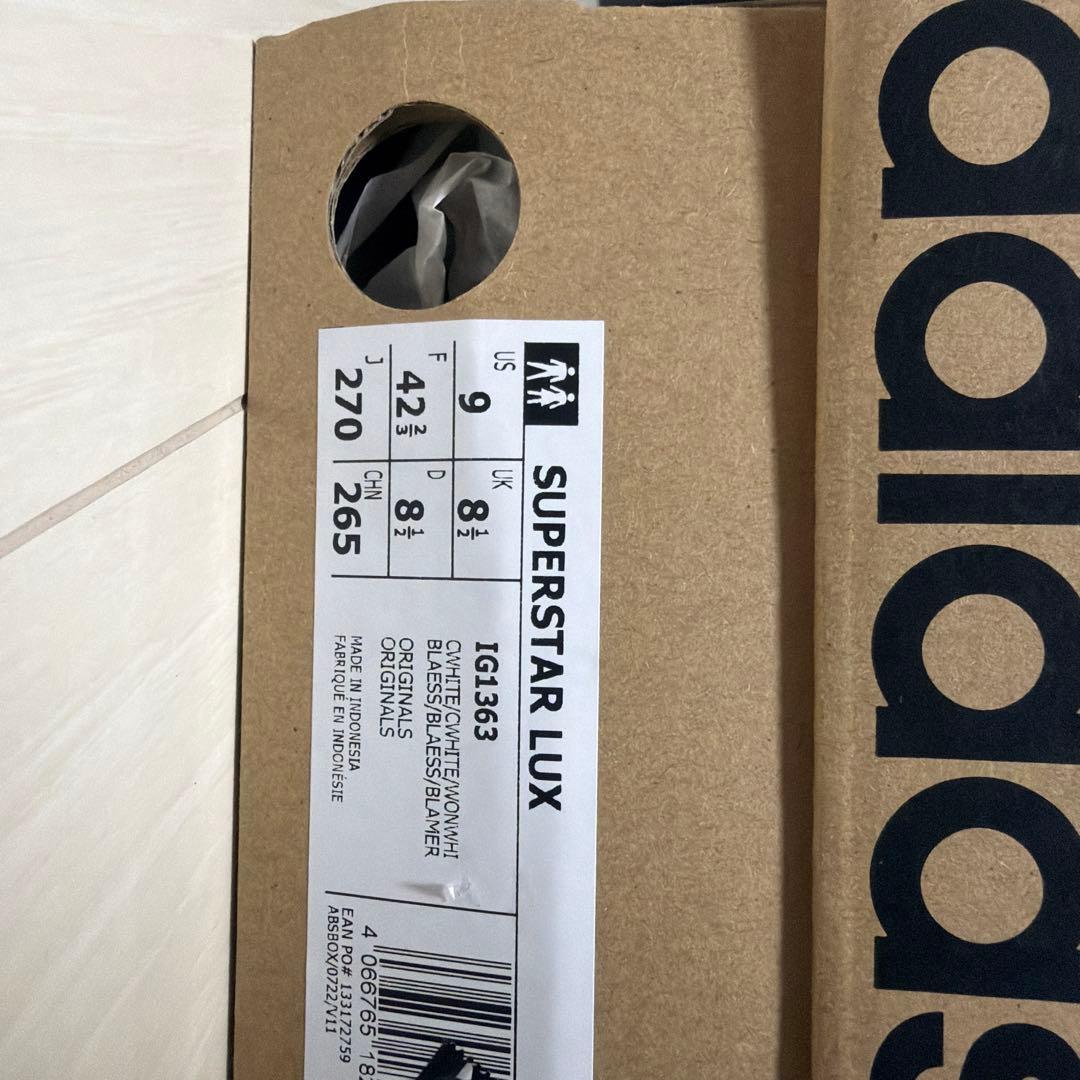 SUPERSTAR LUX
US 9
UK 8½
F 42⅔
D 8½
J 270
CHN 265
IG1363
CWHITE/CWHITE/WONWHI
BLAESS/BLAESS/BLAMER
ORIGINALS
ORIGINALS
MADE IN INDONESIA
FABRIQUÉ EN INDONÉSIE
4 066765
EAN PO# 133172759
ABSBOX/0722/V11
adidas